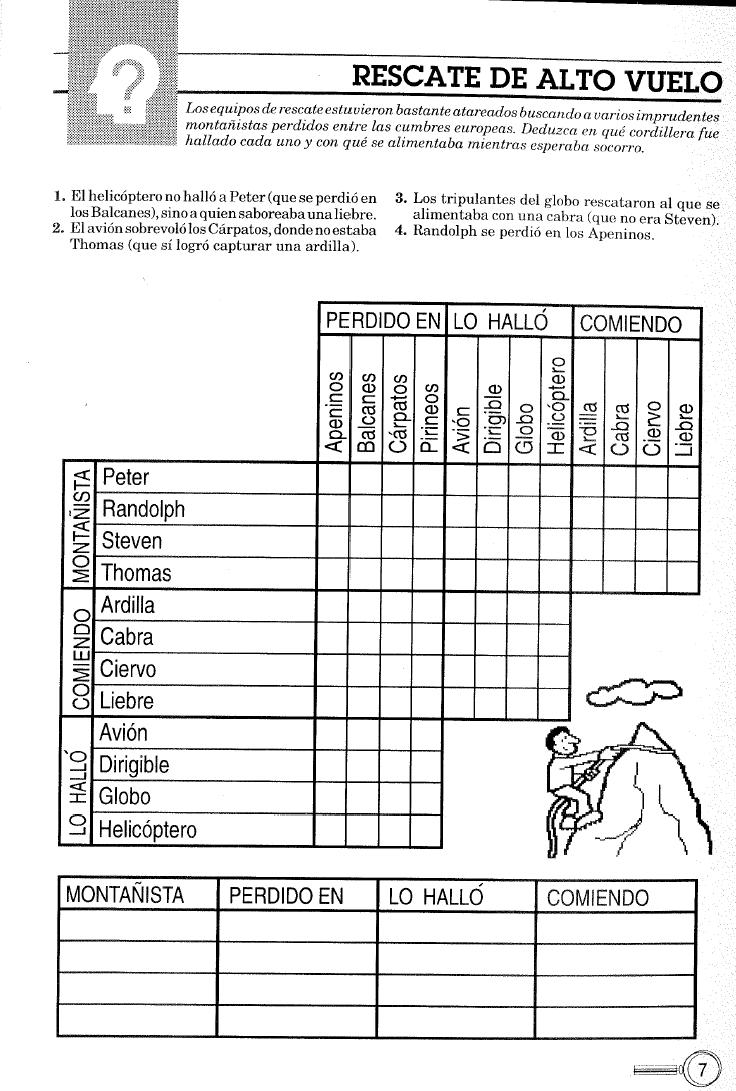 ?
RESCATE DE ALTO VUELO
Los equipos de rescate estuvieron bastante atareados buscando a varios imprudentes
montañistas perdidos entre las cumbres europeas. Deduzca en qué cordillera fue
hallado cada uno y con qué se alimentaba mientras esperaba socorro.
1. El helicóptero no halló a Peter (que se perdió en
los Balcanes), sino a quien saboreaba una liebre.
2. El avión sobrevoló los Cárpatos, donde no estaba
Thomas (que sí logró capturar una ardilla).
3. Los tripulantes del globo rescataron al que se
alimentaba con una cabra (que no era Steven).
4. Randolph se perdió en los Apeninos.
PERDIDO EN LO HALLÓ COMIENDO
Apeninos
Balcanes
Cárpatos
Pirineos
Avión
Dirigible
Globo
Helicóptero
Ardilla
Cabra
Ciervo
Liebre
MONTAÑISTA
Peter
Randolph
Steven
Thomas
COMIENDO
Ardilla
Cabra
Ciervo
Liebre
LO HALLÓ
Avión
Dirigible
Globo
Helicóptero
MONTAÑISTA PERDIDO EN LO HALLÓ COMIENDO
7